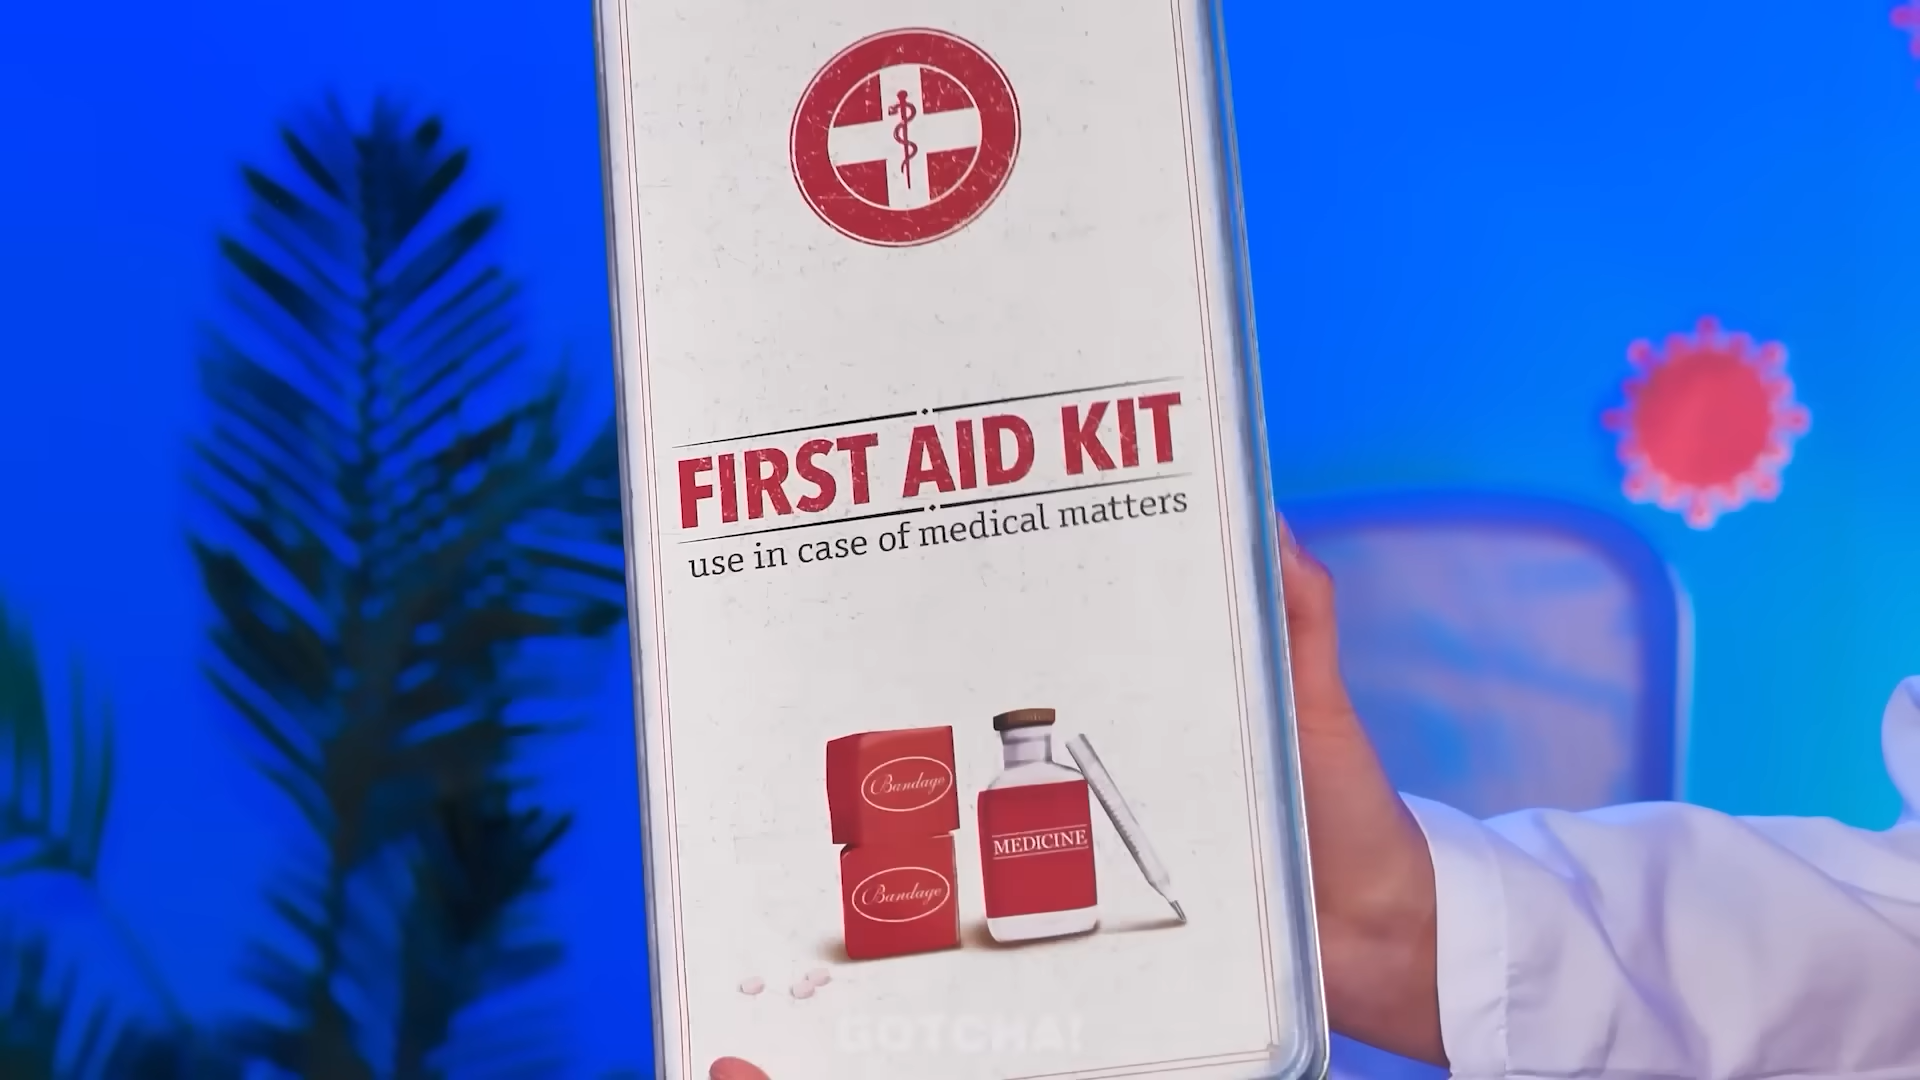 FIRST AID KIT
use in case of medical matters
Bandage
MEDICINE
Bandage
GOTCHA!